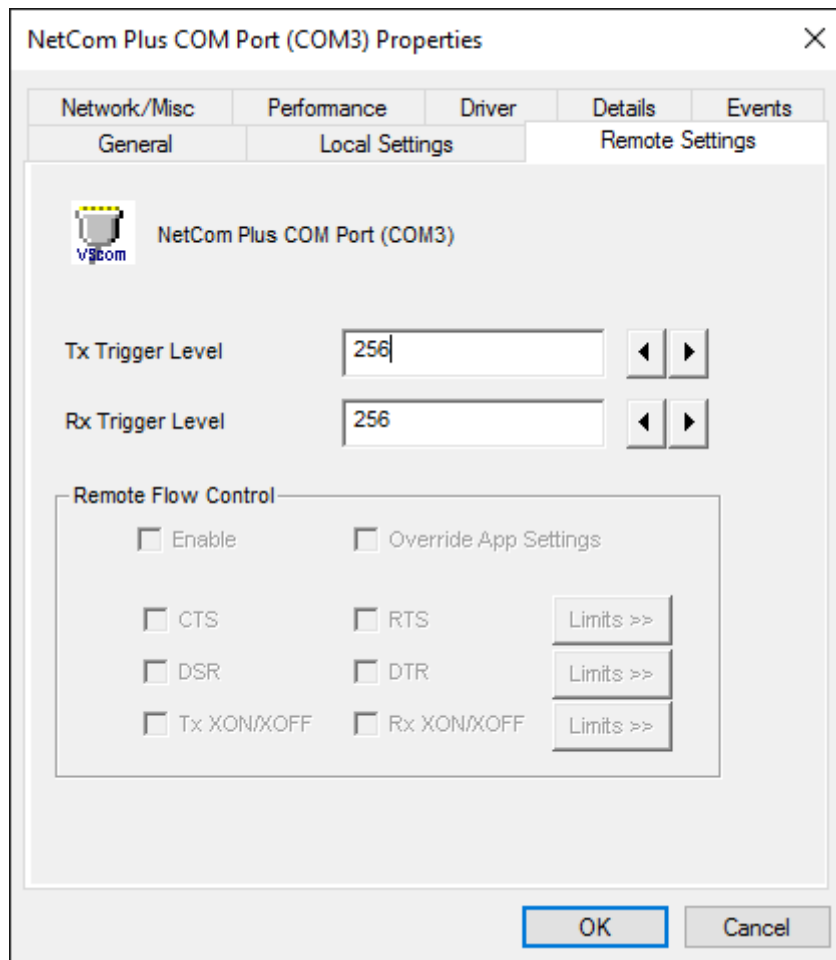 NetCom Plus COM Port (COM3) Properties
Network/Misc Performance Driver Details Events
General Local Settings Remote Settings
VScom NetCom Plus COM Port (COM3)
Tx Trigger Level 256
Rx Trigger Level 256
Remote Flow Control
Enable Override App Settings
CTS RTS Limits >>
DSR DTR Limits >>
Tx XON/XOFF Rx XON/XOFF Limits >>
OK Cancel